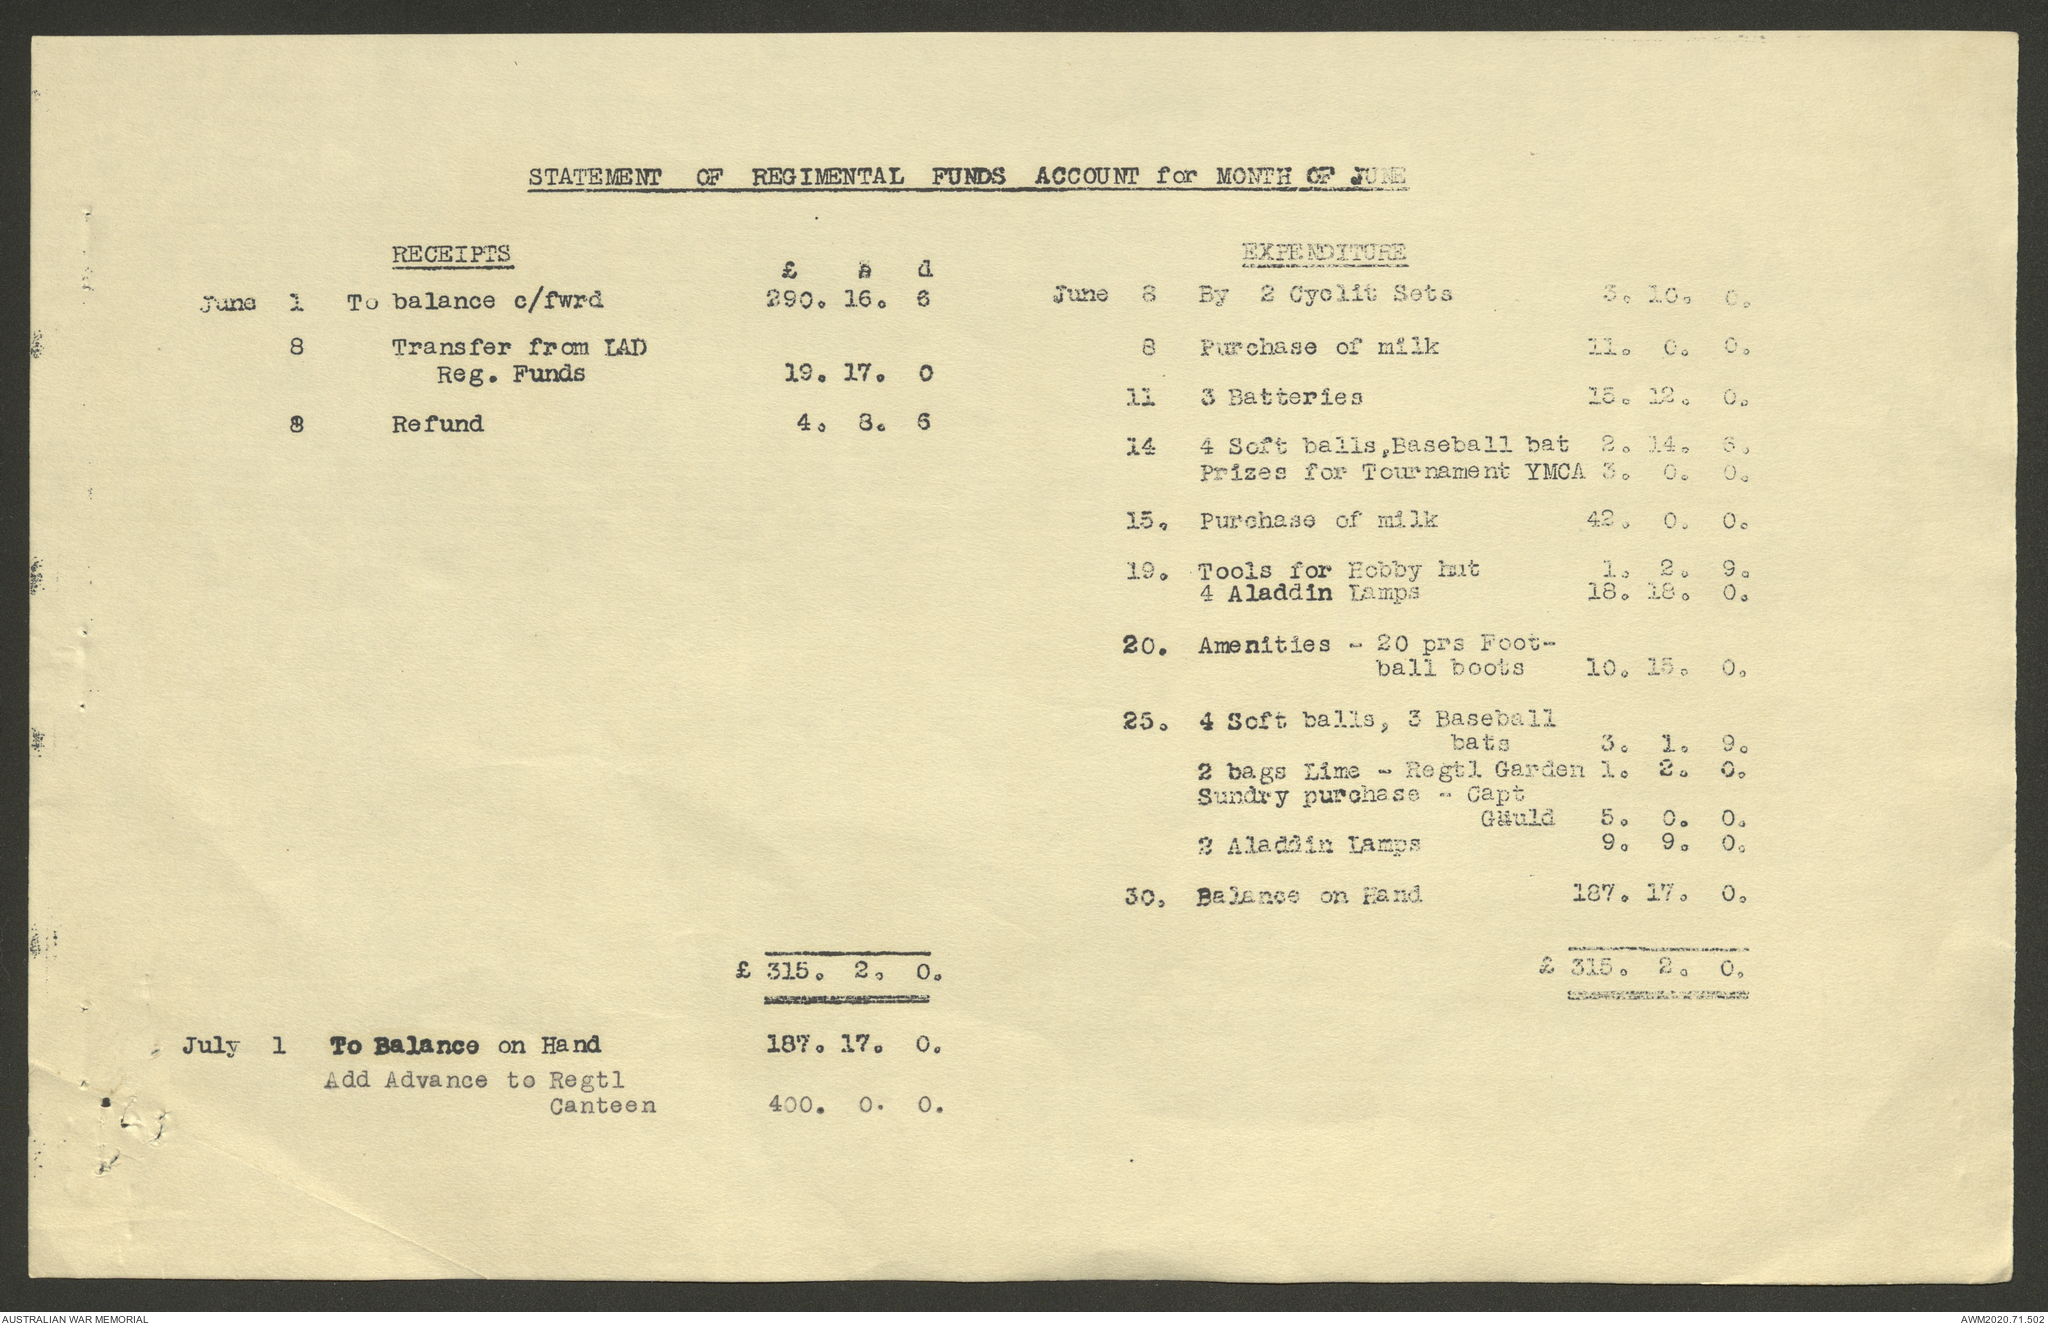 STATEMENT OF REGIMENTAL FUNDS ACCOUNT for MONTH OF JUNE
RECEIPTS
£ s d
June 1 To balance c/fwrd 290. 16. 6
8 Transfer from LAD
Reg. Funds 19. 17. 0
8 Refund 4. 8. 6
£ 315. 2. 0.
July 1 To Balance on Hand 187. 17. 0.
Add Advance to Regtl
Canteen 400. 0. 0.
EXPENDITURE
June 8 By 2 Cyclit Sets 3. 10. 0.
8 Purchase of milk 11. 0. 0.
11 3 Batteries 15. 12. 0.
14 4 Soft balls,Baseball bat 2. 14. 6.
Prizes for Tournament YMCA 3. 0. 0.
15. Purchase of milk 42. 0. 0.
19. Tools for Hobby hut 1. 2. 9.
4 Aladdin Lamps 18. 18. 0.
20. Amenities - 20 prs Foot-
ball boots 10. 15. 0.
25. 4 Soft balls, 3 Baseball
bats 3. 1. 9.
2 bags Lime - Regtl Garden 1. 2. 0.
Sundry purchase - Capt
Gauld 5. 0. 0.
2 Aladdin Lamps 9. 9. 0.
30. Balance on Hand 187. 17. 0.
£ 315. 2. 0.
AUSTRALIAN WAR MEMORIAL
AWM2020.71.502